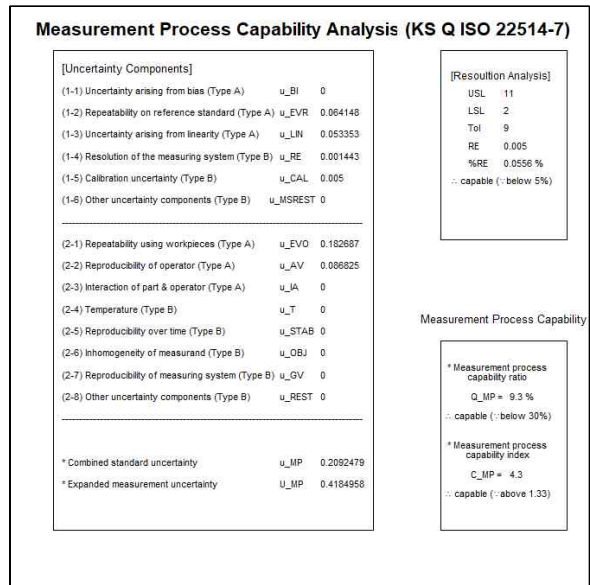 Measurement Process Capability Analysis (KS Q ISO 22514-7)
[Uncertainty Components]
(1-1) Uncertainty arising from bias (Type A) u_BI 0
(1-2) Repeatability on reference standard (Type A) u_EVR 0.064148
(1-3) Uncertainty arising from linearity (Type A) u_LIN 0.053353
(1-4) Resolution of the measuring system (Type B) u_RE 0.001443
(1-5) Calibration uncertainty (Type B) u_CAL 0.005
(1-6) Other uncertainty components (Type B) u_MSREST 0
(2-1) Repeatability using workpieces (Type A) u_EVO 0.182687
(2-2) Reproducibility of operator (Type A) u_AV 0.086825
(2-3) Interaction of part & operator (Type A) u_IA 0
(2-4) Temperature (Type B) u_T 0
(2-5) Reproducibility over time (Type B) u_STAB 0
(2-6) Inhomogeneity of measurand (Type B) u_OBJ 0
(2-7) Reproducibility of measuring system (Type B) u_GV 0
(2-8) Other uncertainty components (Type B) u_REST 0
* Combined standard uncertainty u_MP 0.2092479
* Expanded measurement uncertainty U_MP 0.4184958
[Resoultion Analysis]
USL 11
LSL 2
Tol 9
RE 0.005
%RE 0.0556 %
∴ capable (∵ below 5%)
Measurement Process Capability
* Measurement process
capability ratio
Q_MP = 9.3 %
∴ capable (∵ below 30%)
* Measurement process
capability index
C_MP = 4.3
∴ capable (∵ above 1.33)